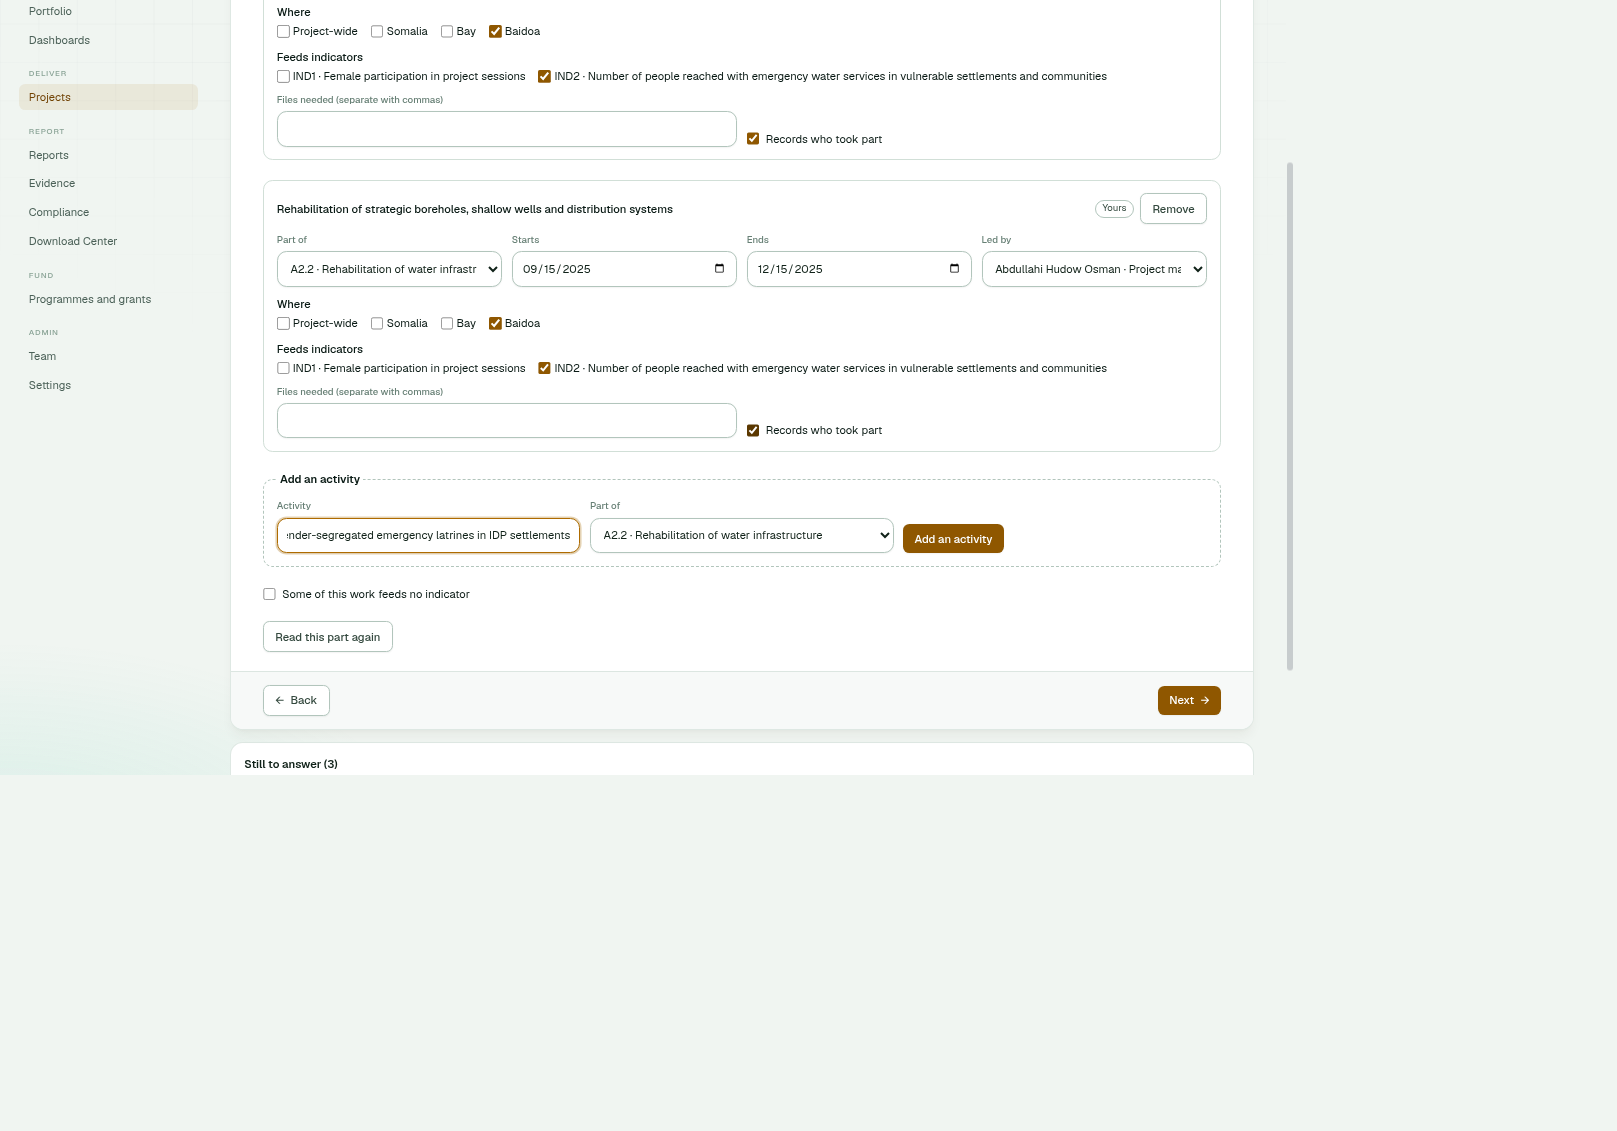 Portfolio
Dashboards
DELIVER
Projects
REPORT
Reports
Evidence
Compliance
Download Center
FUND
Programmes and grants
ADMIN
Team
Settings
Where
Project-wide Somalia Bay Baidoa
Feeds indicators
IND1 · Female participation in project sessions IND2 · Number of people reached with emergency water services in vulnerable settlements and communities
Files needed (separate with commas)
Records who took part
Rehabilitation of strategic boreholes, shallow wells and distribution systems Yours Remove
Part of Starts Ends Led by
A2.2 · Rehabilitation of water infrastr 09/15/2025 12/15/2025 Abdullahi Hudow Osman · Project ma
Where
Project-wide Somalia Bay Baidoa
Feeds indicators
IND1 · Female participation in project sessions IND2 · Number of people reached with emergency water services in vulnerable settlements and communities
Files needed (separate with commas)
Records who took part
Add an activity
Activity Part of
ender-segregated emergency latrines in IDP settlements A2.2 · Rehabilitation of water infrastructure Add an activity
Some of this work feeds no indicator
Read this part again
← Back Next →
Still to answer (3)